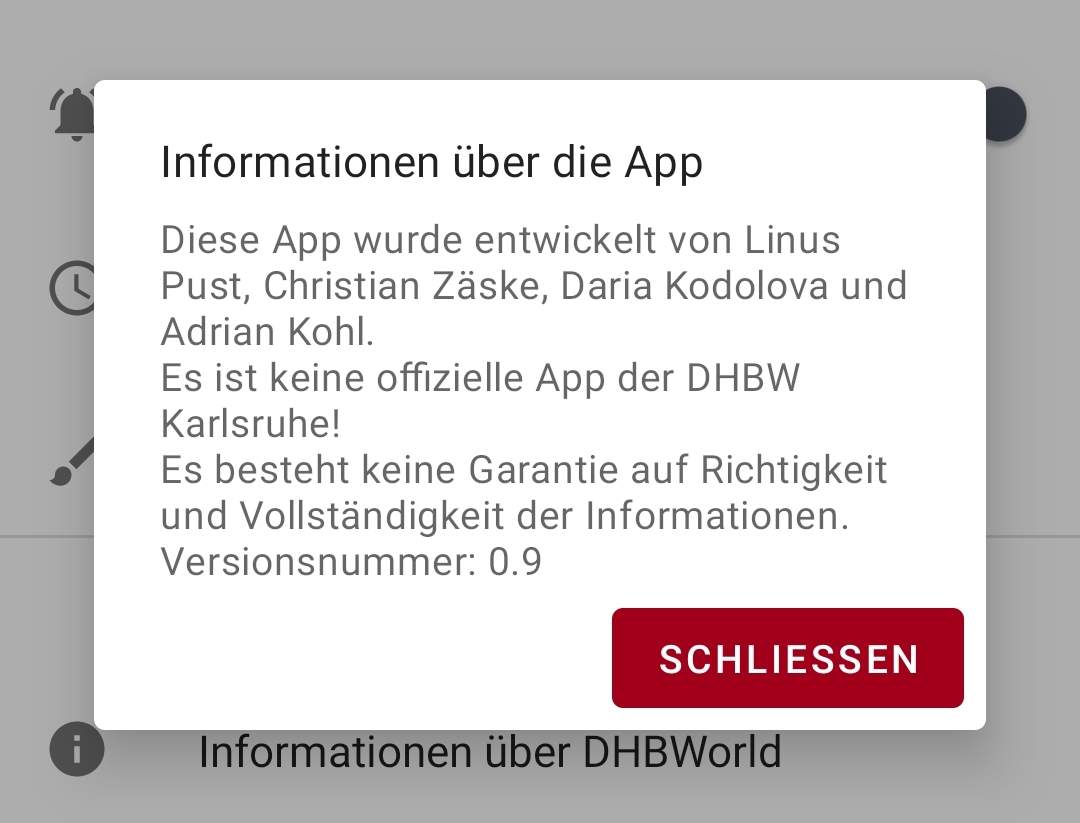 Informationen über die App
Diese App wurde entwickelt von Linus
Pust, Christian Zäske, Daria Kodolova und
Adrian Kohl.
Es ist keine offizielle App der DHBW
Karlsruhe!
Es besteht keine Garantie auf Richtigkeit
und Vollständigkeit der Informationen.
Versionsnummer: 0.9
SCHLIESSEN
Informationen über DHBWorld